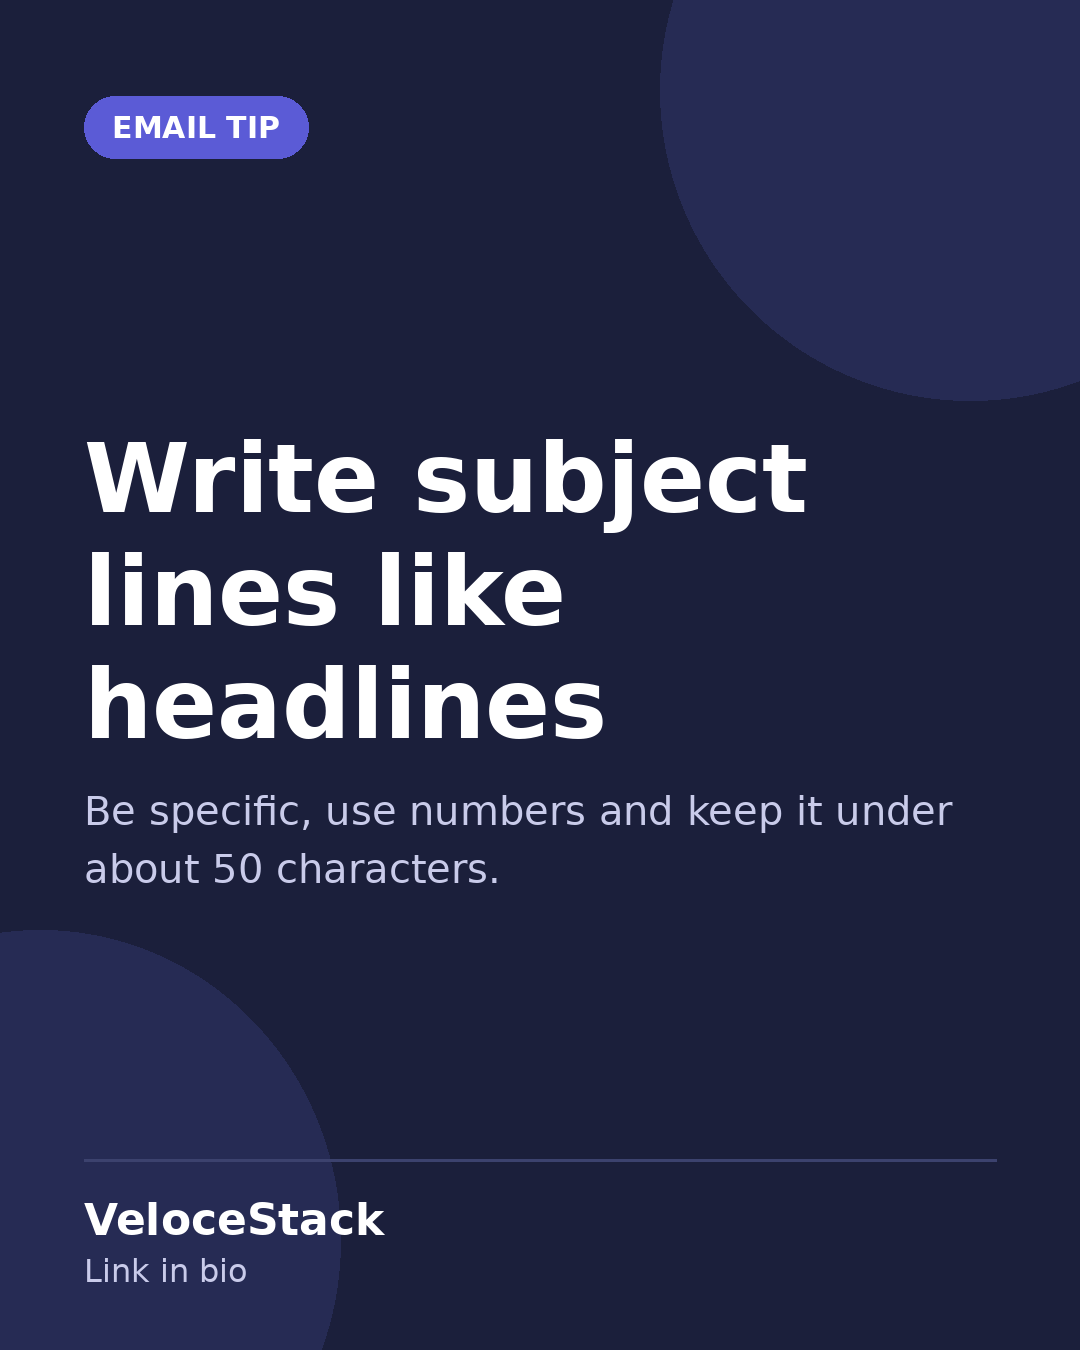 EMAIL TIP
Write subject
lines like
headlines
Be specific, use numbers and keep it under
about 50 characters.
VeloceStack
Link in bio